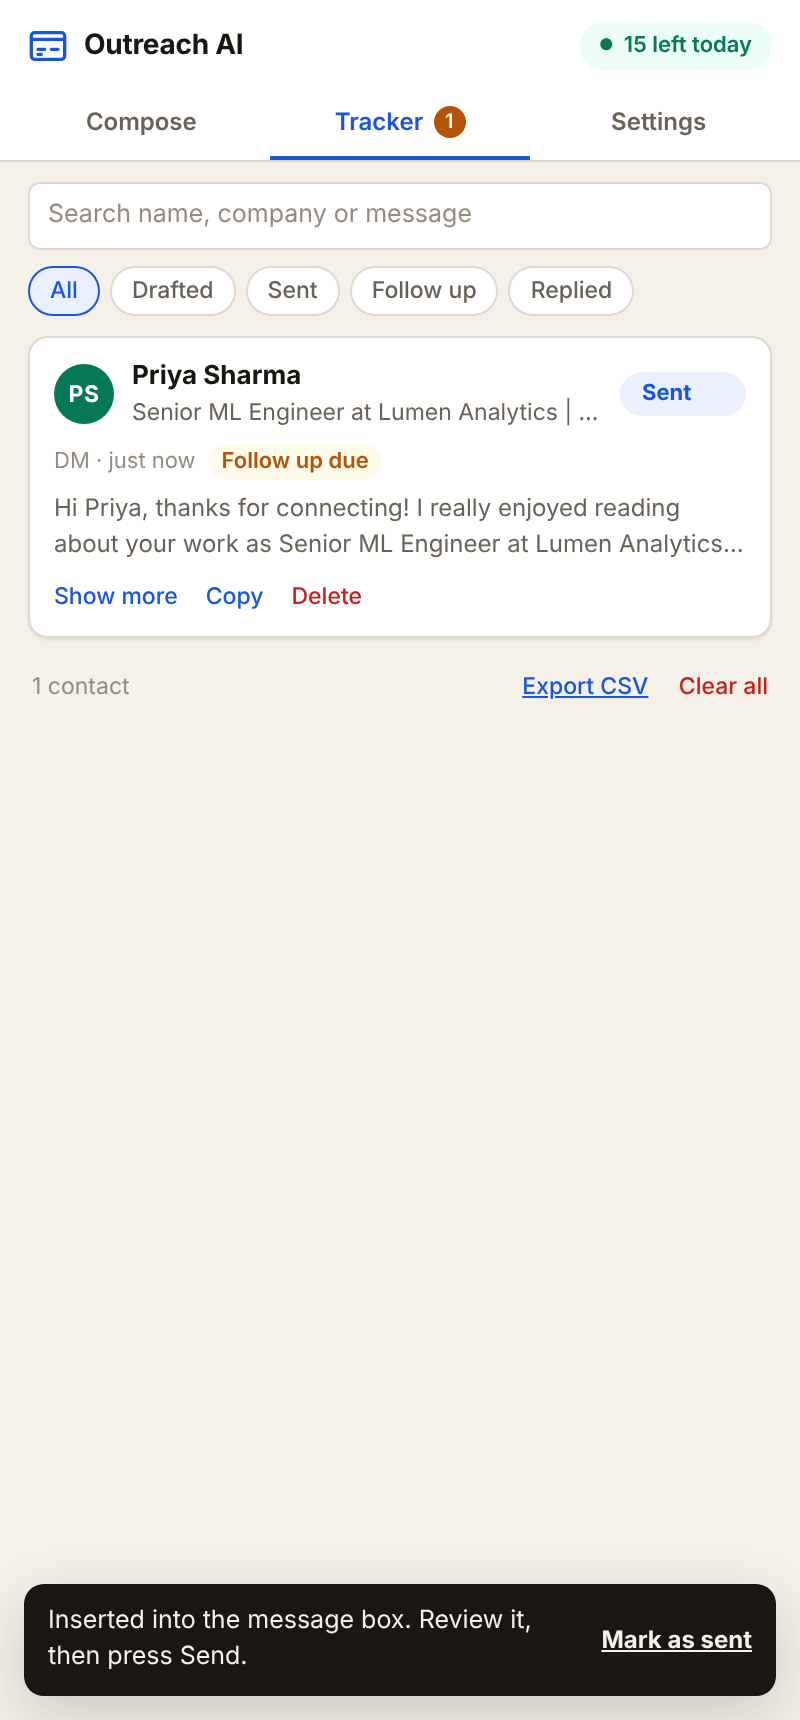 Outreach AI
15 left today
Compose
Tracker 1
Settings
Search name, company or message
All
Drafted
Sent
Follow up
Replied
PS
Priya Sharma
Senior ML Engineer at Lumen Analytics | ...
Sent
DM · just now
Follow up due
Hi Priya, thanks for connecting! I really enjoyed reading
about your work as Senior ML Engineer at Lumen Analytics...
Show more
Copy
Delete
1 contact
Export CSV
Clear all
Inserted into the message box. Review it,
then press Send.
Mark as sent